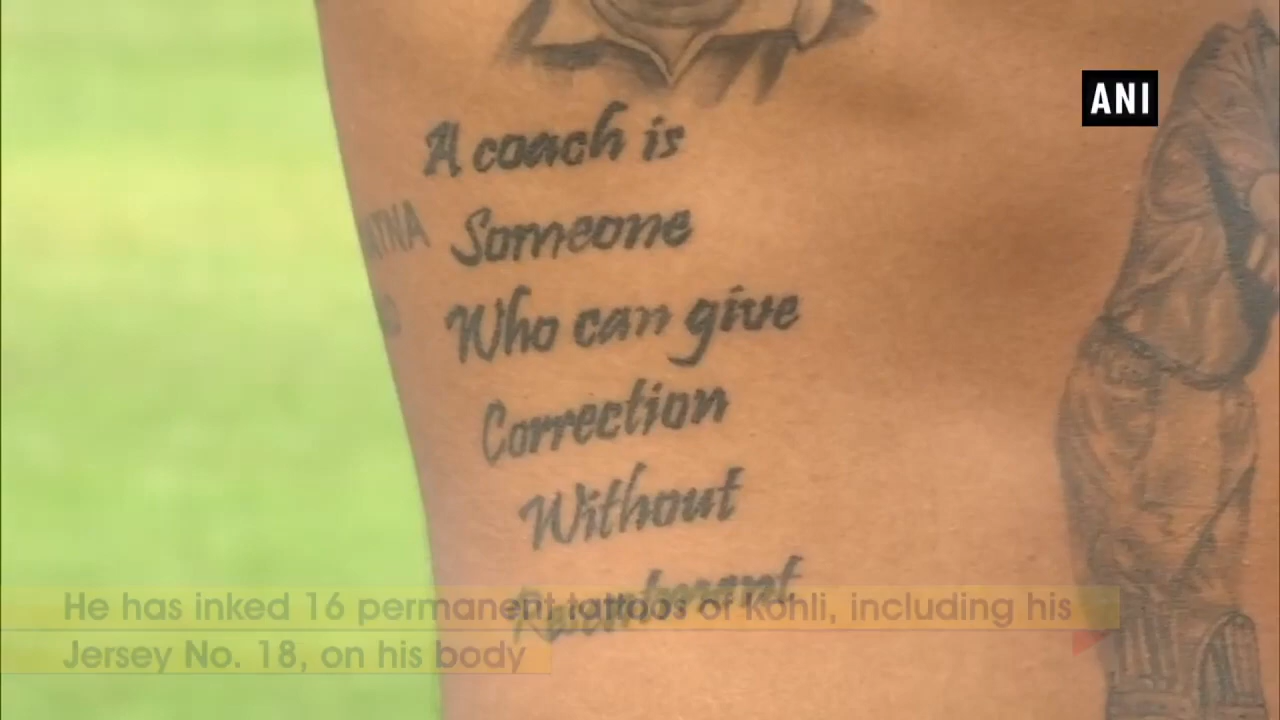 ANI
A coach is
Someone
Who can give
Correction
Without
He has inked 16 permanent tattoos of Kohli, including his
Jersey No. 18, on his body